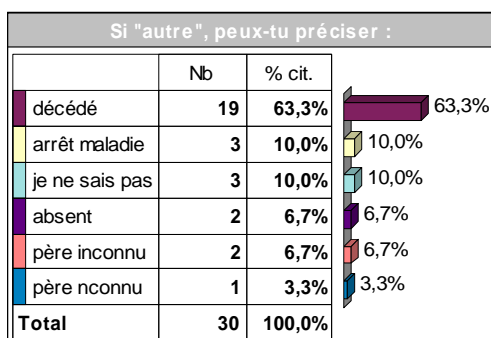 Si "autre", peux-tu préciser :
Nb % cit.
décédé 19 63,3% 63,3%
arrêt maladie 3 10,0% 10,0%
je ne sais pas 3 10,0% 10,0%
absent 2 6,7% 6,7%
père inconnu 2 6,7% 6,7%
père nconnu 1 3,3% 3,3%
Total 30 100,0%